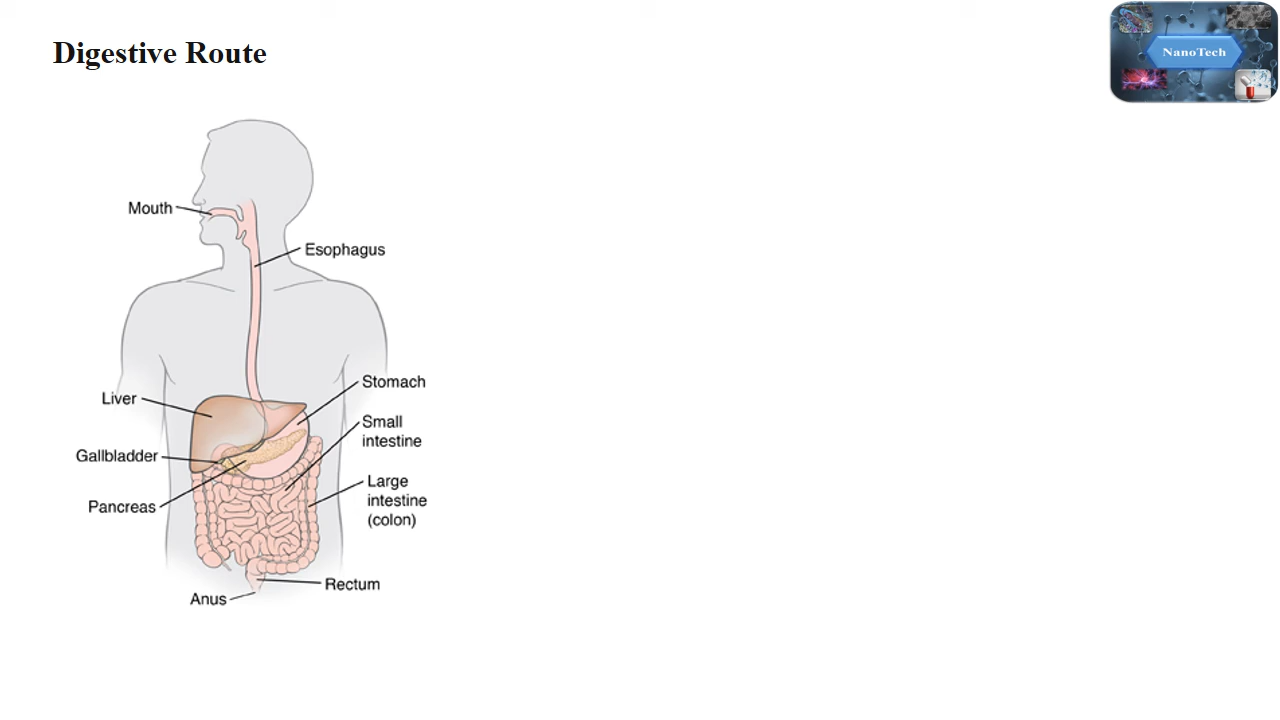 Digestive Route
NanoTech
Mouth
Esophagus
Liver
Stomach
Small
intestine
Gallbladder
Pancreas
Large
intestine
(colon)
Rectum
Anus